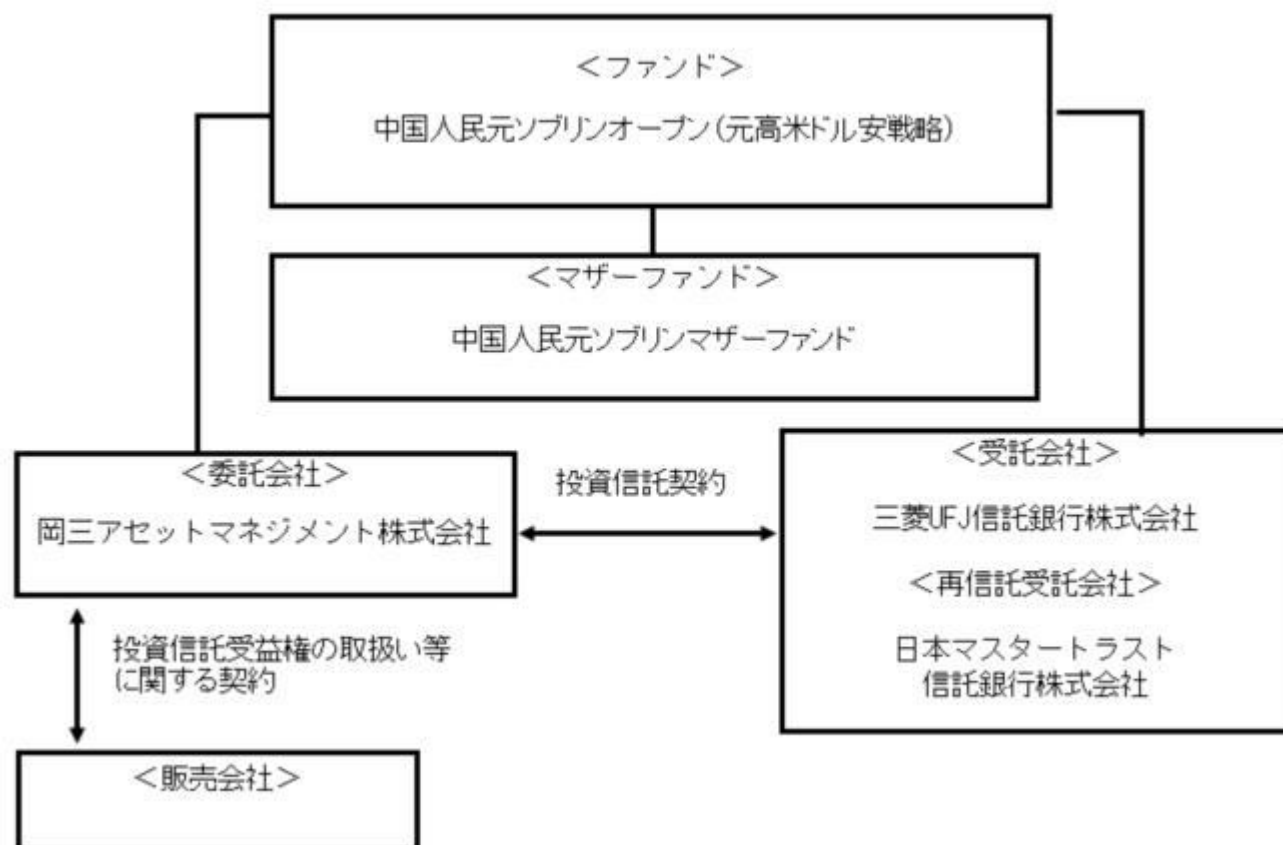 ＜ファンド＞
中国人民元ソブリンオープン(元高米ドル安戦略)
＜マザーファンド＞
中国人民元ソブリンマザーファンド
＜委託会社＞
岡三アセットマネジメント株式会社
投資信託契約
＜受託会社＞
三菱UFJ信託銀行株式会社
＜再信託受託会社＞
日本マスタートラスト
信託銀行株式会社
投資信託受益権の取扱い等
に関する契約
＜販売会社＞